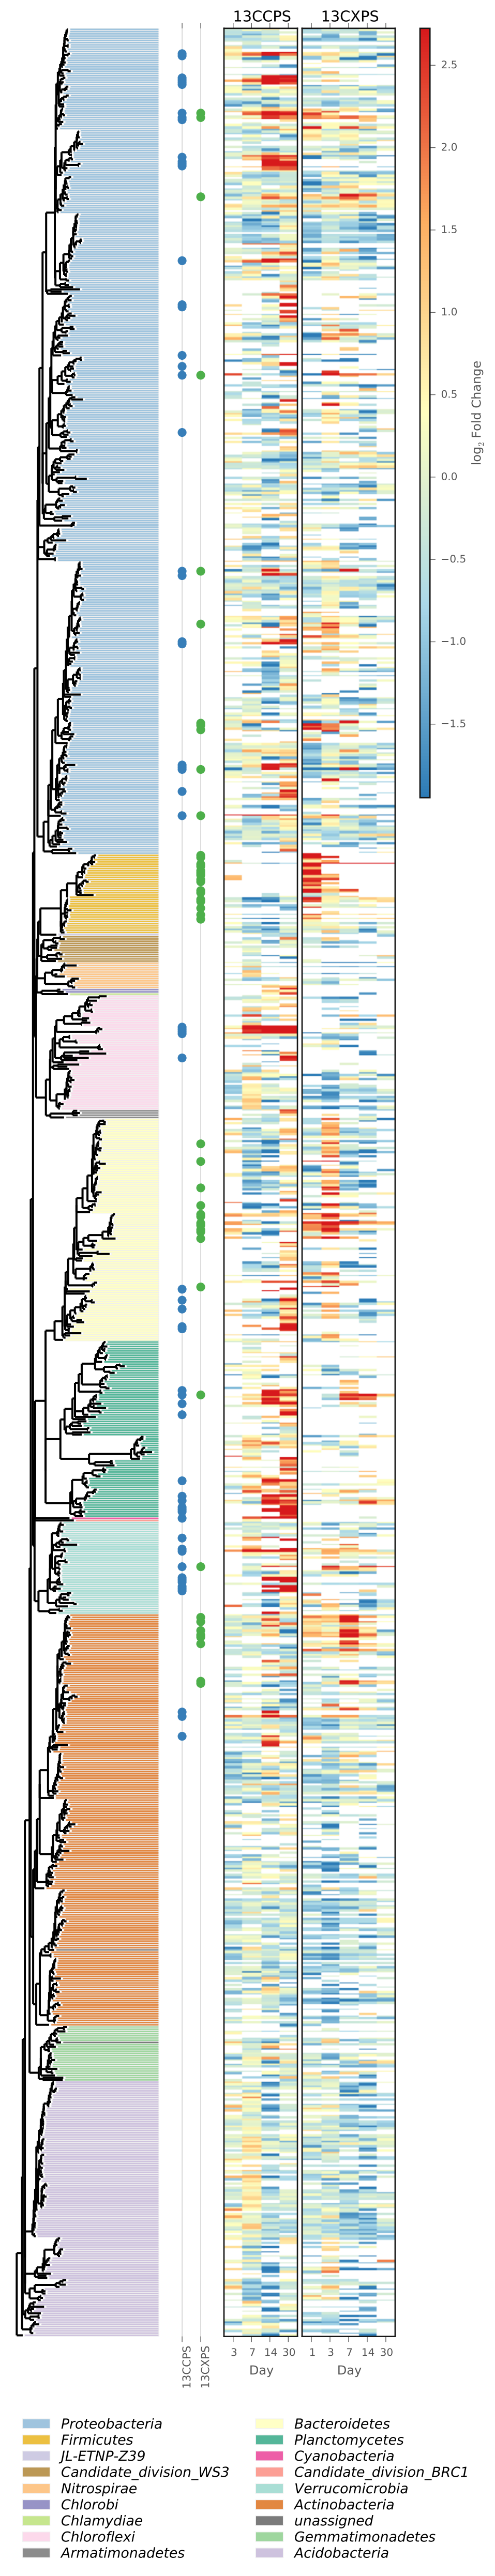 13CCPS 13CXPS
2.5
2.0
1.5
1.0
0.5
0.0
−0.5
−1.0
−1.5
log2 Fold Change
13CCPS
13CXPS
3 7 14 30
1 3 7 14 30
Day
Day
Proteobacteria
Firmicutes
JL-ETNP-Z39
Candidate_division_WS3
Nitrospirae
Chlorobi
Chlamydiae
Chloroflexi
Armatimonadetes
Bacteroidetes
Planctomycetes
Cyanobacteria
Candidate_division_BRC1
Verrucomicrobia
Actinobacteria
unassigned
Gemmatimonadetes
Acidobacteria